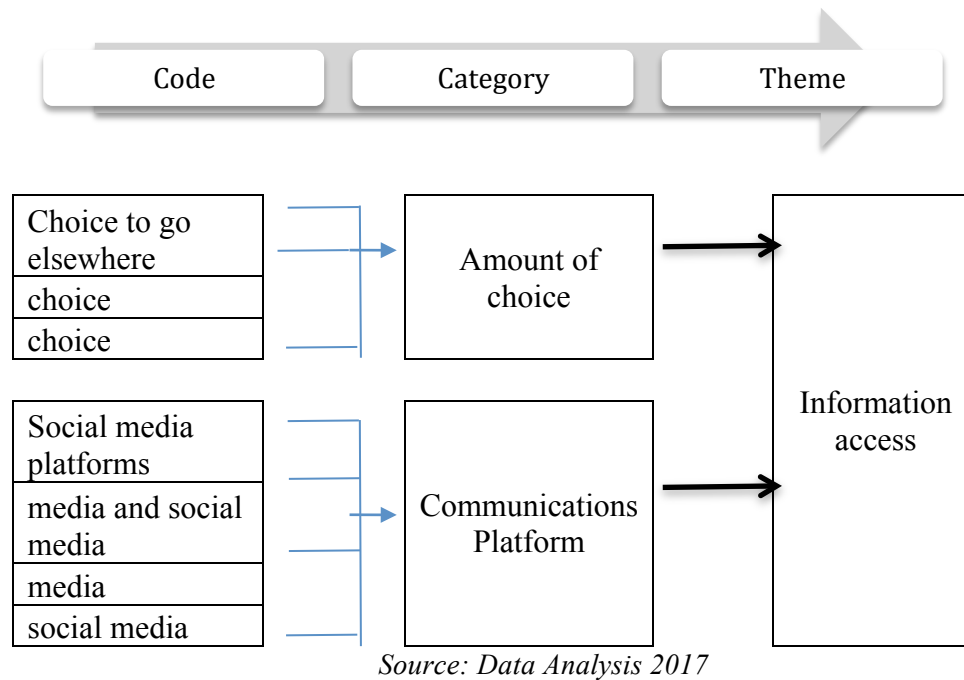 Code
Category
Theme
Choice to go
elsewhere
choice
choice
Amount of
choice
Social media
platforms
media and social
media
media
social media
Communications
Platform
Information
access
Source: Data Analysis 2017